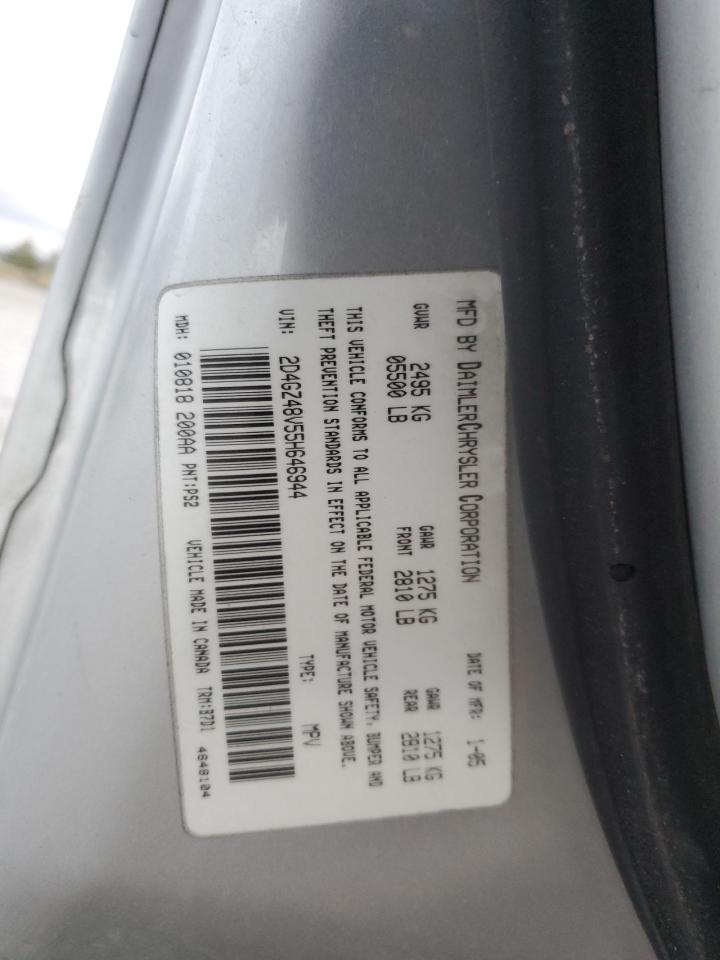 MFD BY DAIMLERCHRYSLER CORPORATION DATE OF MFR: 1-05
GVWR 2495 KG GAWR 1275 KG GAWR 1275 KG
05500 LB FRONT 2810 LB REAR 2810 LB
THIS VEHICLE CONFORMS TO ALL APPLICABLE FEDERAL MOTOR VEHICLE SAFETY, BUMPER AND
THEFT PREVENTION STANDARDS IN EFFECT ON THE DATE OF MANUFACTURE SHOWN ABOVE.
VIN: 2D4GZ48V55H646944 TYPE: MPV
MDH: 010818 200AA PNT:PS2 VEHICLE MADE IN CANADA TRM:B7D1 4648104